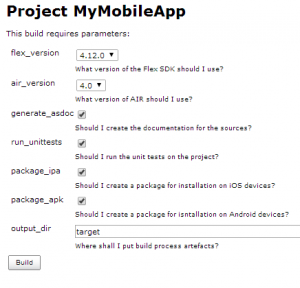 Project MyMobileApp
This build requires parameters:
flex_version
4.12.0
What version of the Flex SDK should I use?
air_version
4.0
What version of AIR should I use?
generate_asdoc
Should I create the documentation for the sources?
run_unittests
Should I run the unit tests on the project?
package_ipa
Should I create a package for installation on iOS devices?
package_apk
Should I create a package for isntallation on Android devices?
output_dir
target
Where shall I put build process artefacts?
Build